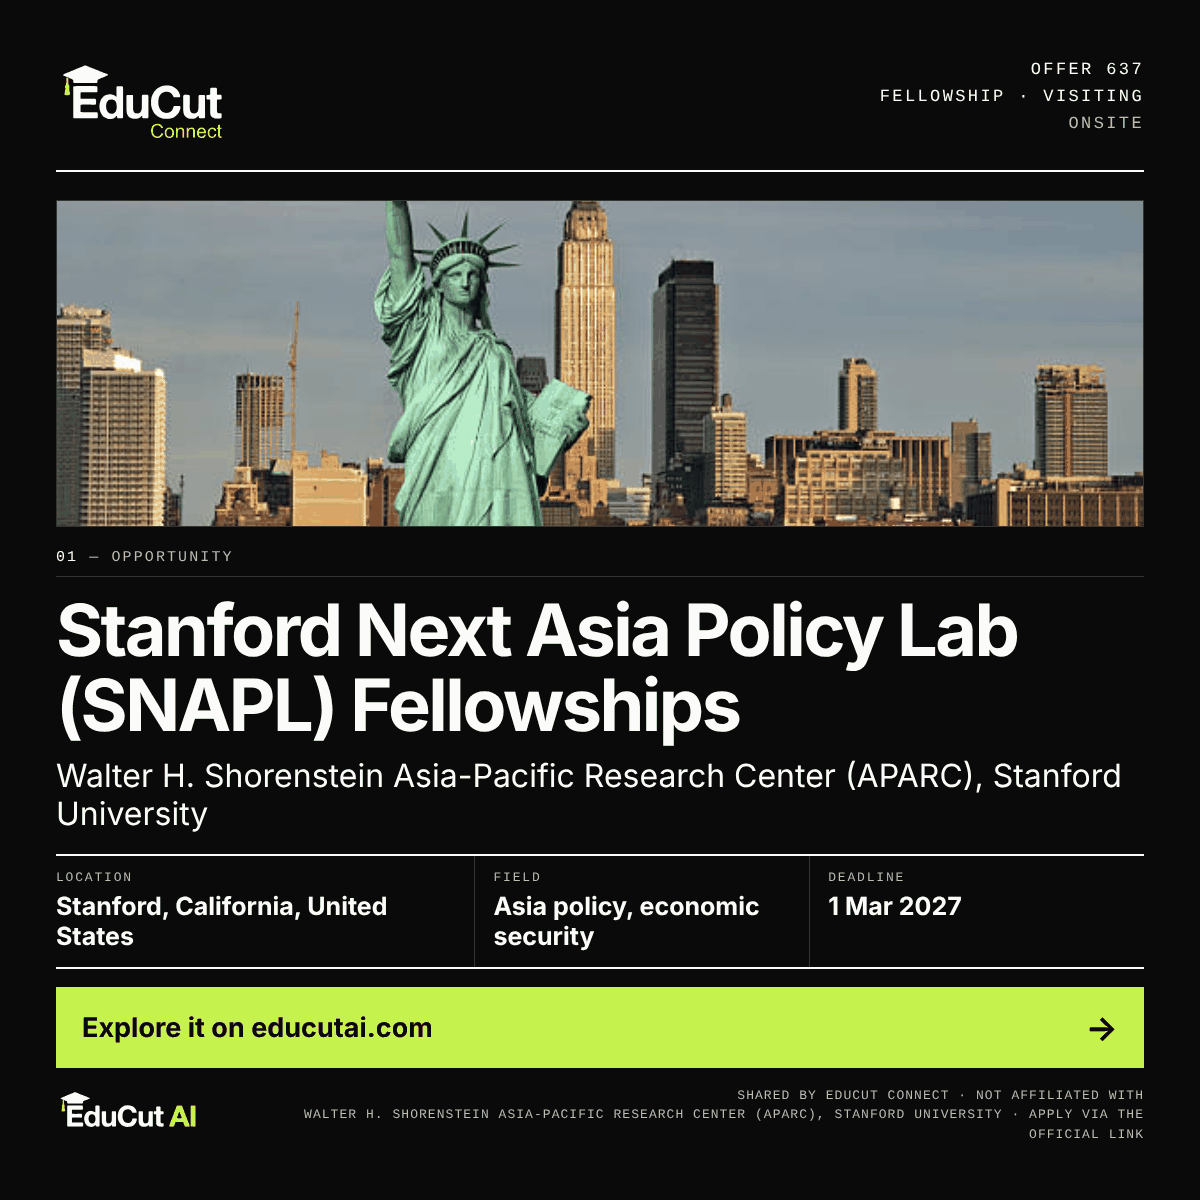 EduCut
Connect
OFFER 637
FELLOWSHIP · VISITING
ONSITE
01 — OPPORTUNITY
Stanford Next Asia Policy Lab
(SNAPL) Fellowships
Walter H. Shorenstein Asia-Pacific Research Center (APARC), Stanford
University
LOCATION
Stanford, California, United
States
FIELD
Asia policy, economic
security
DEADLINE
1 Mar 2027
Explore it on educutai.com →
EduCut AI
SHARED BY EDUCUT CONNECT · NOT AFFILIATED WITH
WALTER H. SHORENSTEIN ASIA-PACIFIC RESEARCH CENTER (APARC), STANFORD UNIVERSITY · APPLY VIA THE
OFFICIAL LINK